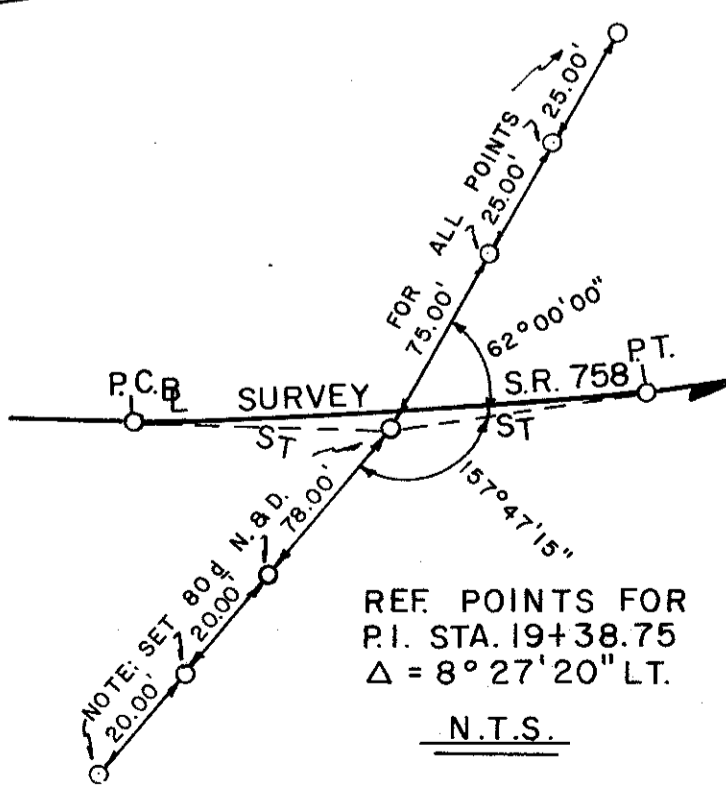 25.00'
ALL POINTS
25.00'
FOR
75.00'
62°00'00"
P.C.
B L
SURVEY
S.R. 758
P.T.
ST
ST
157°47'15"
78.00'
NOTE: SET 80d N. & D.
20.00'
20.00'
REF. POINTS FOR
P.I. STA. 19+38.75
Δ = 8°27'20" LT.
N.T.S.